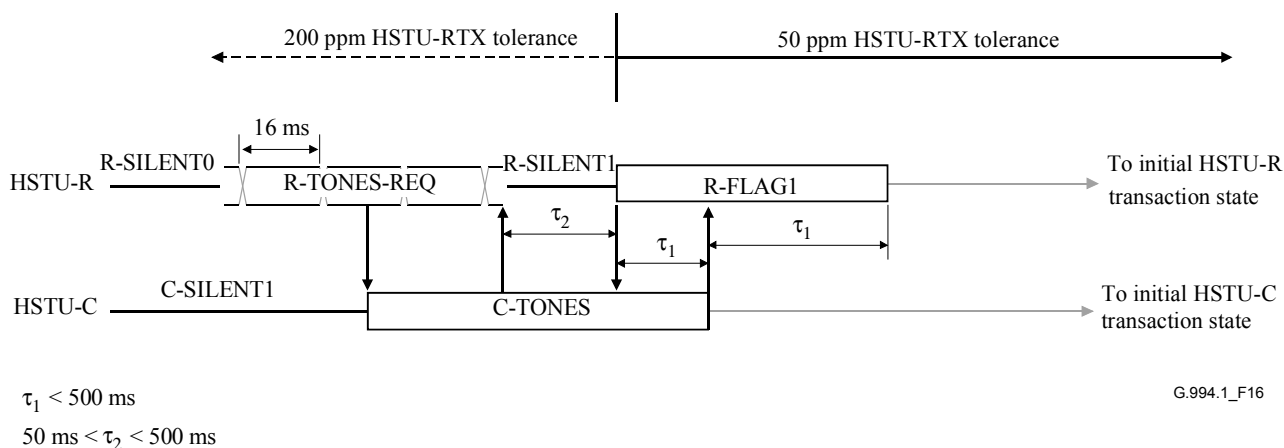 200 ppm HSTU-RTX tolerance
50 ppm HSTU-RTX tolerance
16 ms
R-SILENT0
R-SILENT1
HSTU-R
R-TONES-REQ
R-FLAG1
To initial HSTU-R
transaction state
τ2
τ1
τ1
C-SILENT1
HSTU-C
C-TONES
To initial HSTU-C
transaction state
τ1 < 500 ms
50 ms < τ2 < 500 ms
G.994.1_F16